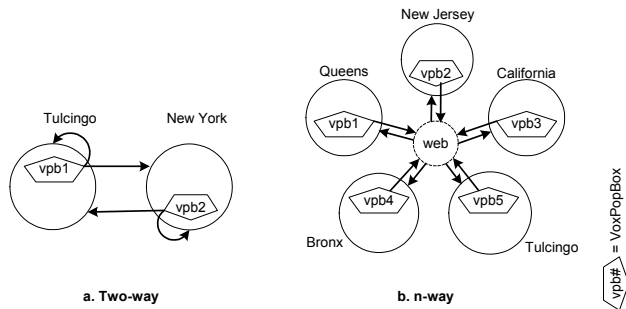 Tulcingo
New York
vpb1
vpb2
a. Two-way
New Jersey
Queens
California
vpb2
vpb1
web
vpb3
vpb4
vpb5
Bronx
Tulcingo
b. n-way
vpb# = VoxPopBox